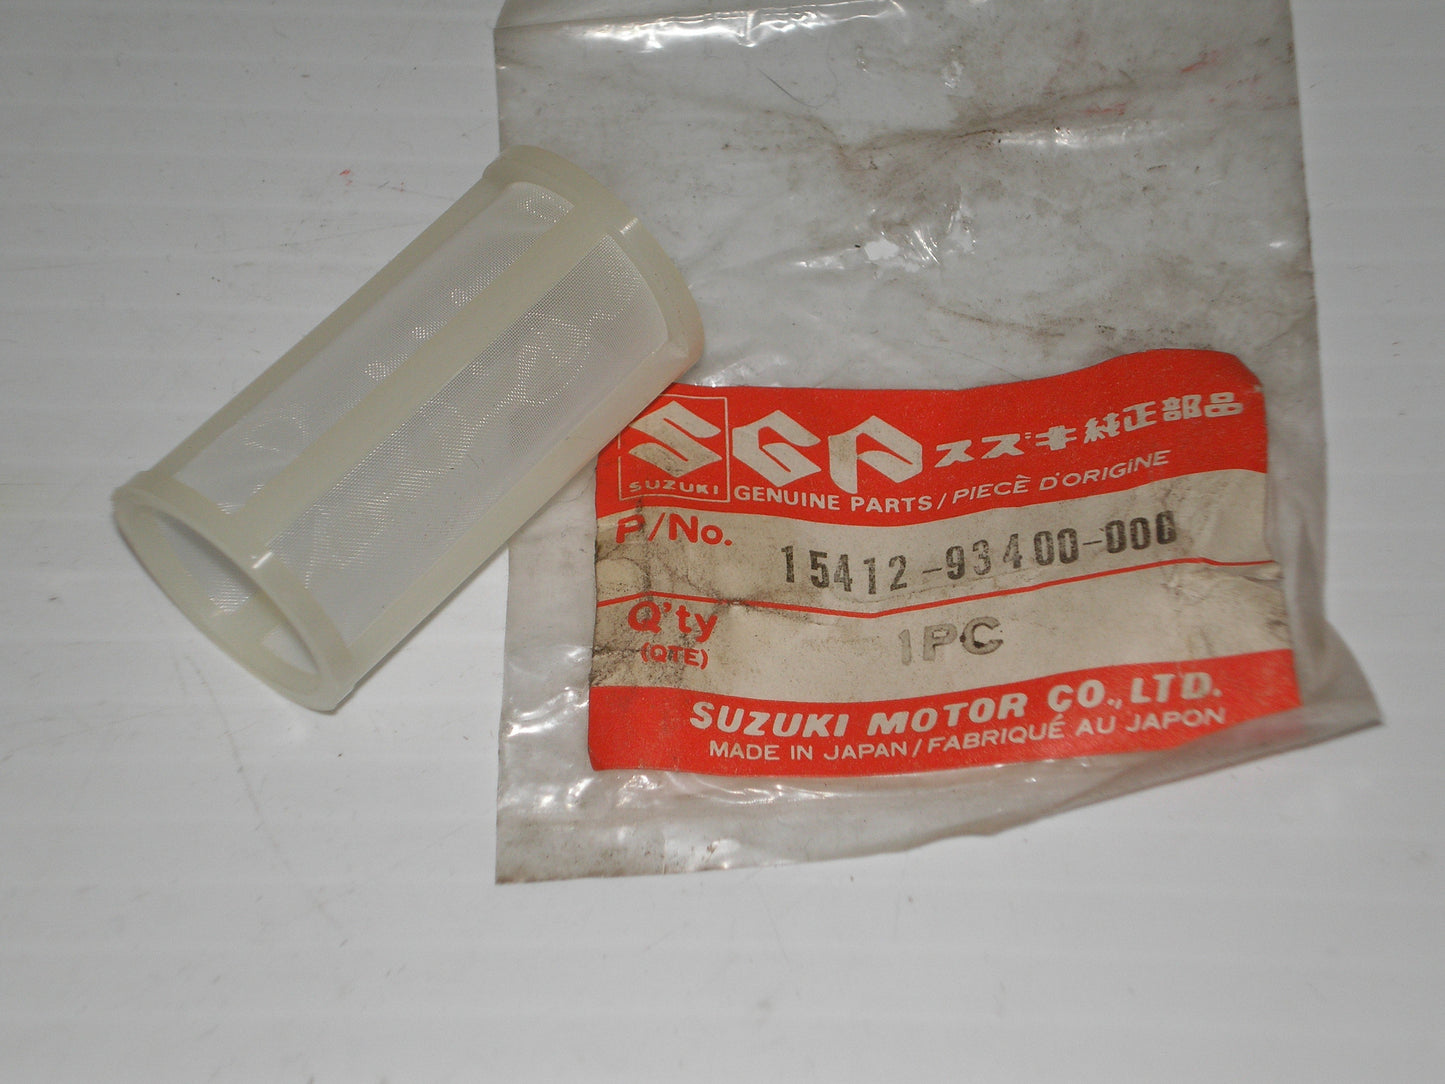 SUZUKI
SGP スズキ純正部品
GENUINE PARTS/PIECÈ D'ORIGINE
P/No. 15412-93400-000
Q'ty 1PC
(QTE)
SUZUKI MOTOR CO., LTD.
MADE IN JAPAN/FABRIQUÉ AU JAPON